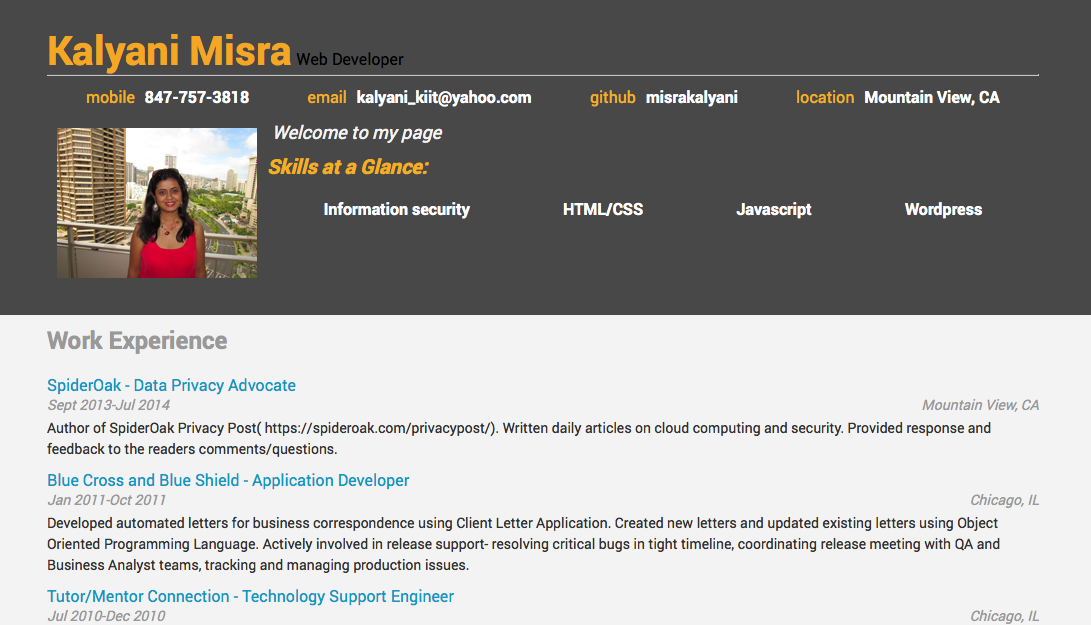 Kalyani Misra Web Developer
mobile 847-757-3818 email kalyani_kiit@yahoo.com github misrakalyani location Mountain View, CA
Welcome to my page
Skills at a Glance:
Information security HTML/CSS Javascript Wordpress
Work Experience
SpiderOak - Data Privacy Advocate
Sept 2013-Jul 2014 Mountain View, CA
Author of SpiderOak Privacy Post( https://spideroak.com/privacypost/). Written daily articles on cloud computing and security. Provided response and
feedback to the readers comments/questions.
Blue Cross and Blue Shield - Application Developer
Jan 2011-Oct 2011 Chicago, IL
Developed automated letters for business correspondence using Client Letter Application. Created new letters and updated existing letters using Object
Oriented Programming Language. Actively involved in release support- resolving critical bugs in tight timeline, coordinating release meeting with QA and
Business Analyst teams, tracking and managing production issues.
Tutor/Mentor Connection - Technology Support Engineer
Jul 2010-Dec 2010 Chicago, IL